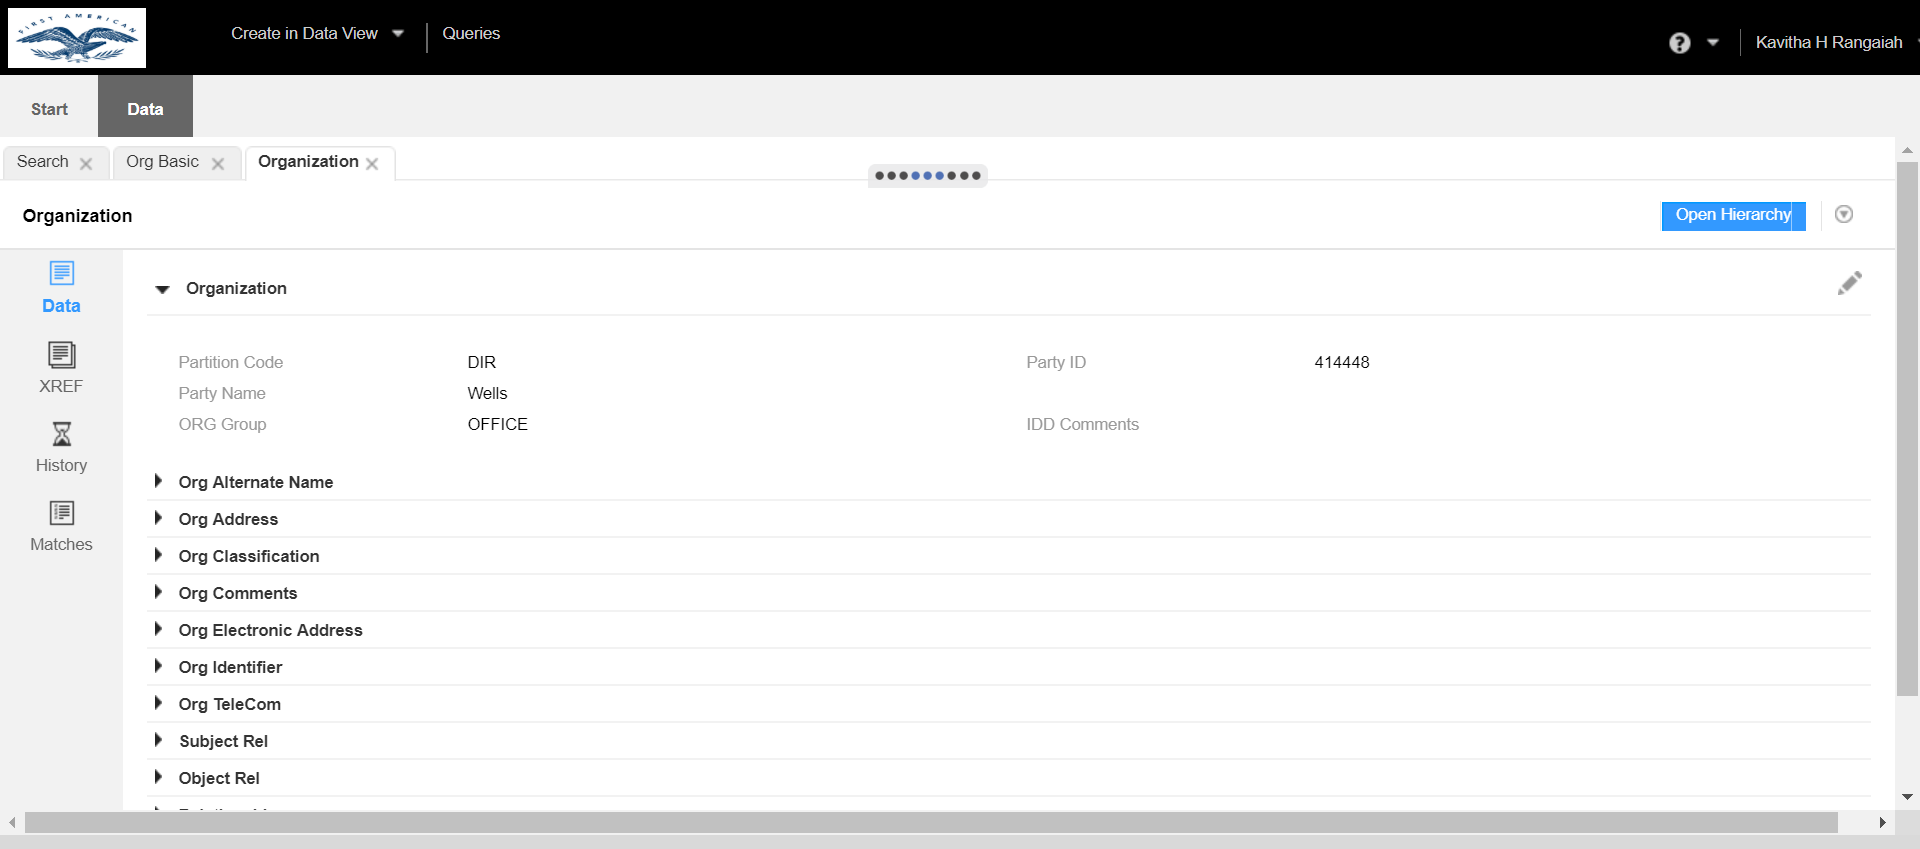 FIRST AMERICAN
Create in Data View
Queries
?
Kavitha H Rangaiah
Start
Data
Search
Org Basic
Organization
Organization
Open Hierarchy
Data
XREF
History
Matches
Organization
Partition Code DIR Party ID 414448
Party Name Wells
ORG Group OFFICE IDD Comments
Org Alternate Name
Org Address
Org Classification
Org Comments
Org Electronic Address
Org Identifier
Org TeleCom
Subject Rel
Object Rel